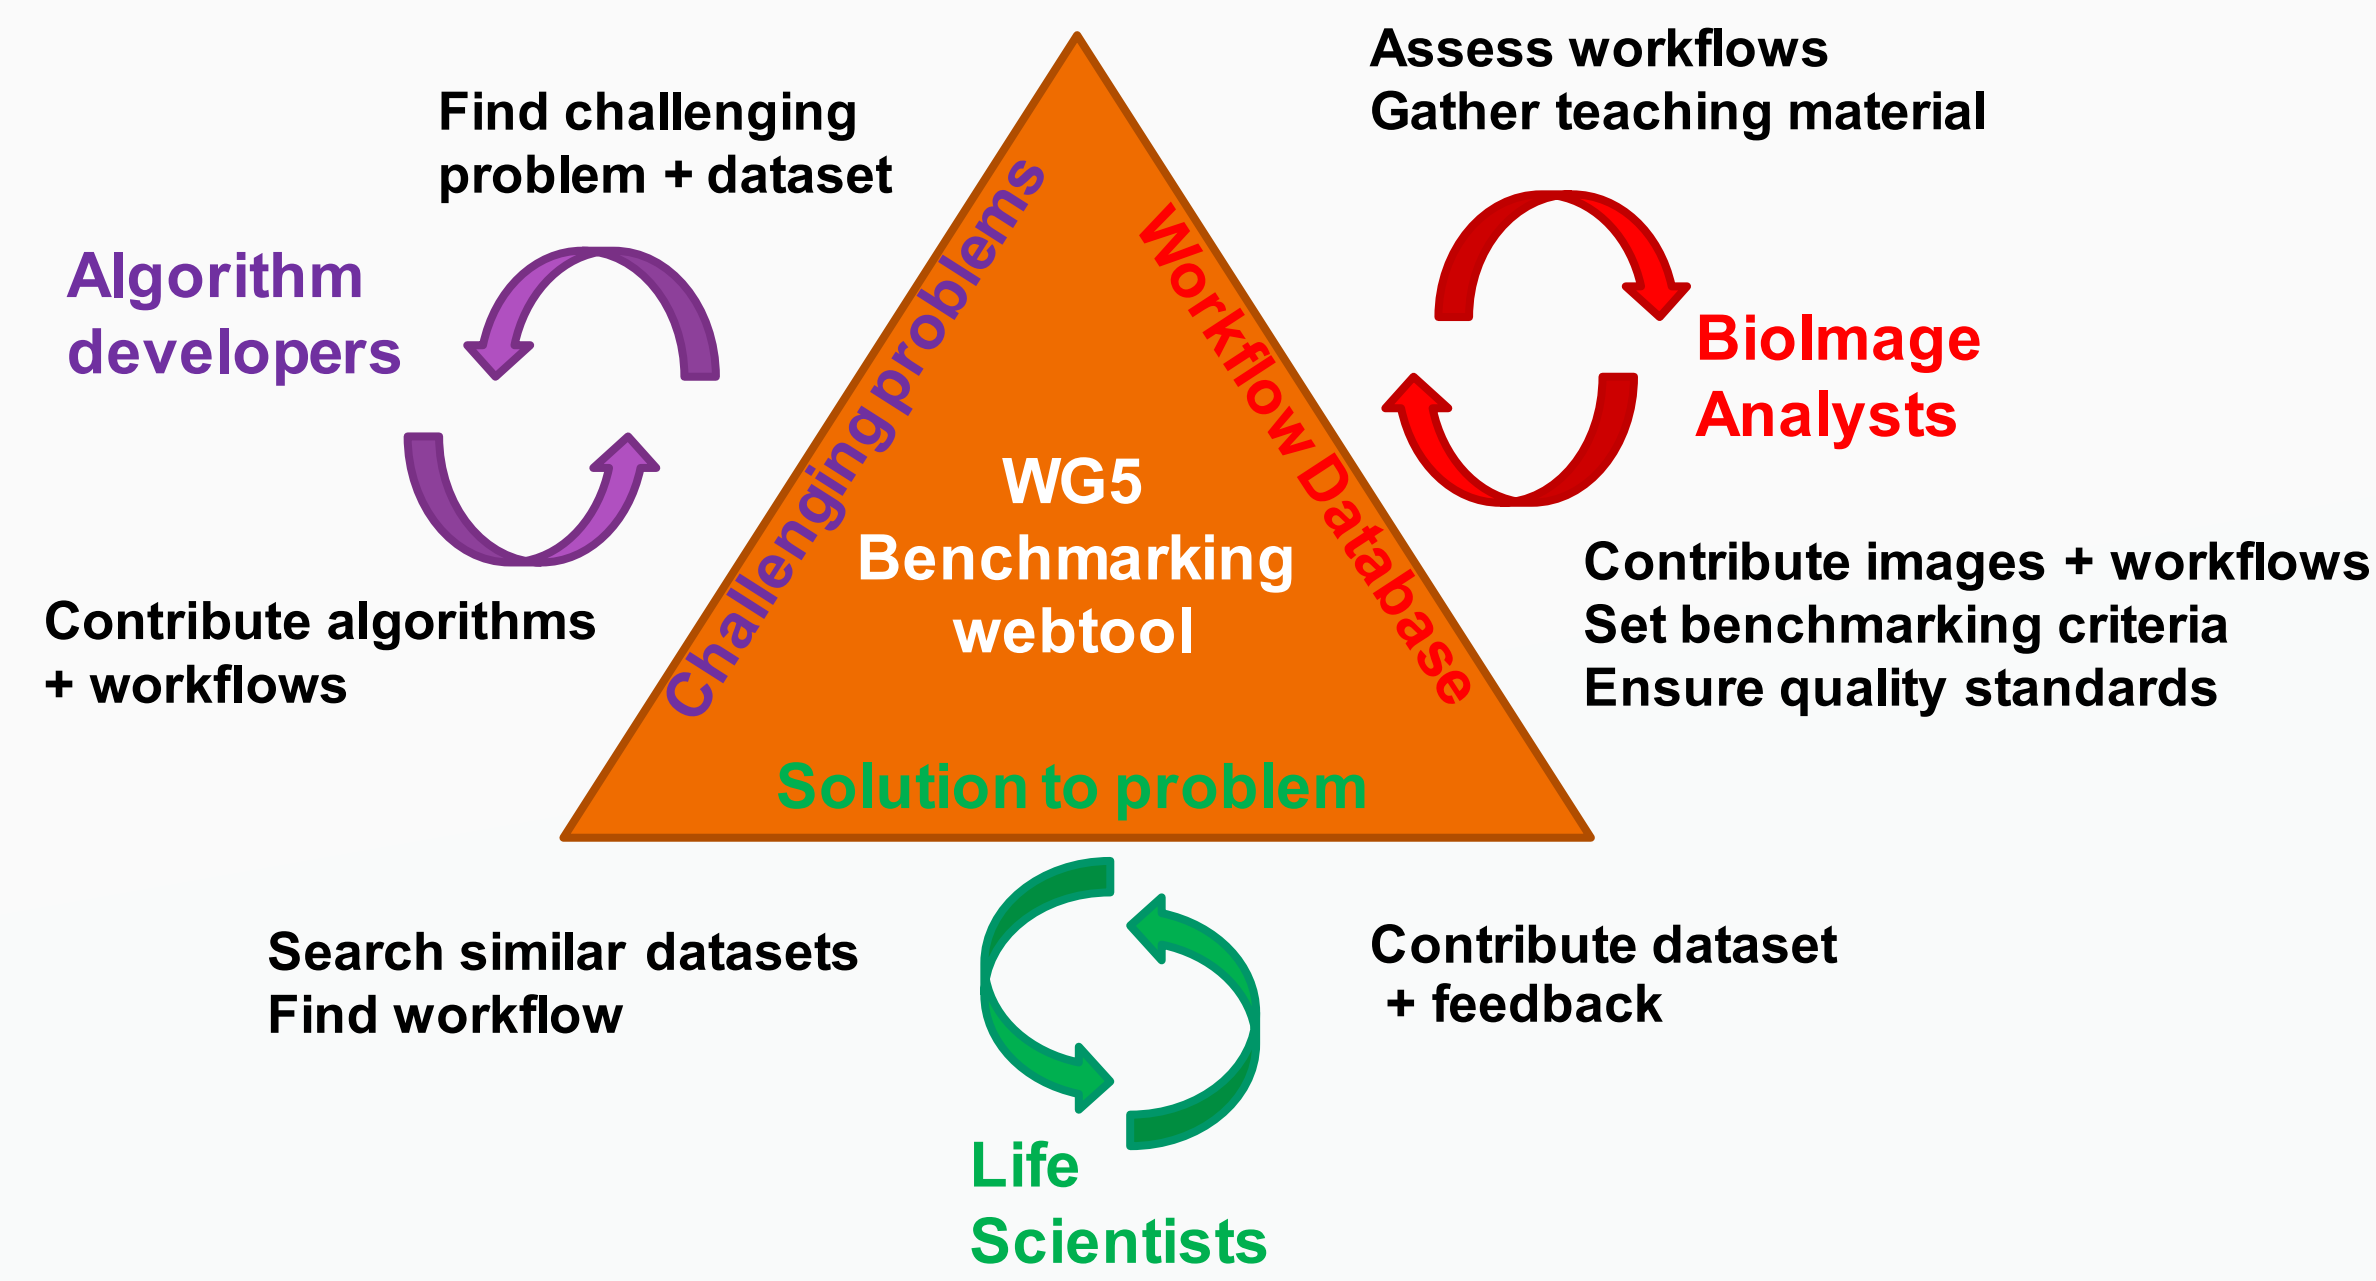 Assess workflows
Gather teaching material
Find challenging
problem + dataset
Algorithm
developers
Contribute algorithms
+ workflows
Challenging problems
Workflow Database
WG5
Benchmarking
webtool
Solution to problem
BioImage
Analysts
Contribute images + workflows
Set benchmarking criteria
Ensure quality standards
Search similar datasets
Find workflow
Contribute dataset
+ feedback
Life
Scientists